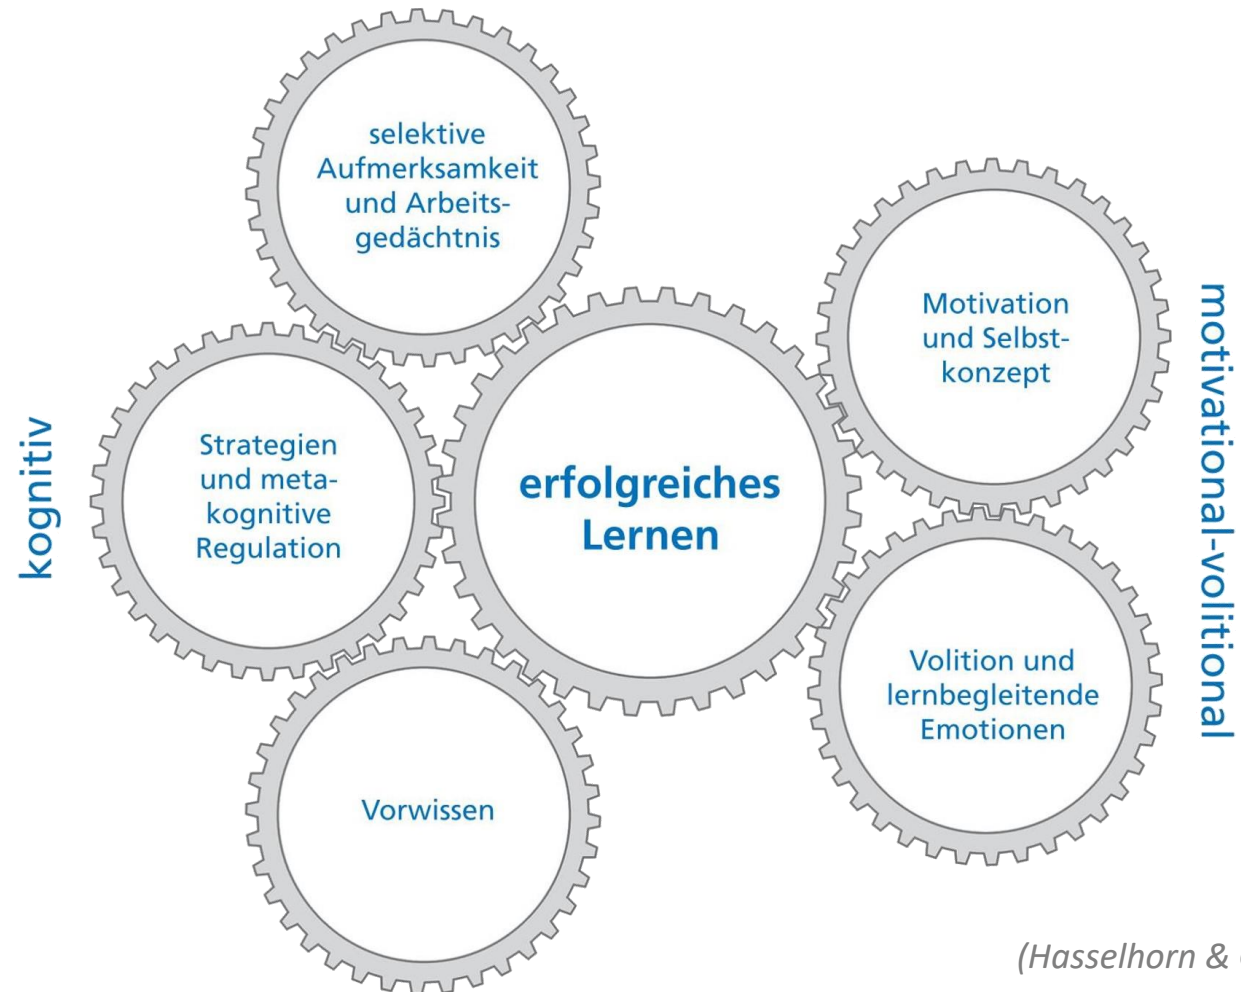 selektive
Aufmerksamkeit
und Arbeits-
gedächtnis
Motivation
und Selbst-
konzept
kognitiv
Strategien
und meta-
kognitive
Regulation
erfolgreiches
Lernen
motivational-volitional
Volition und
lernbegleitende
Emotionen
Vorwissen
(Hasselhorn &